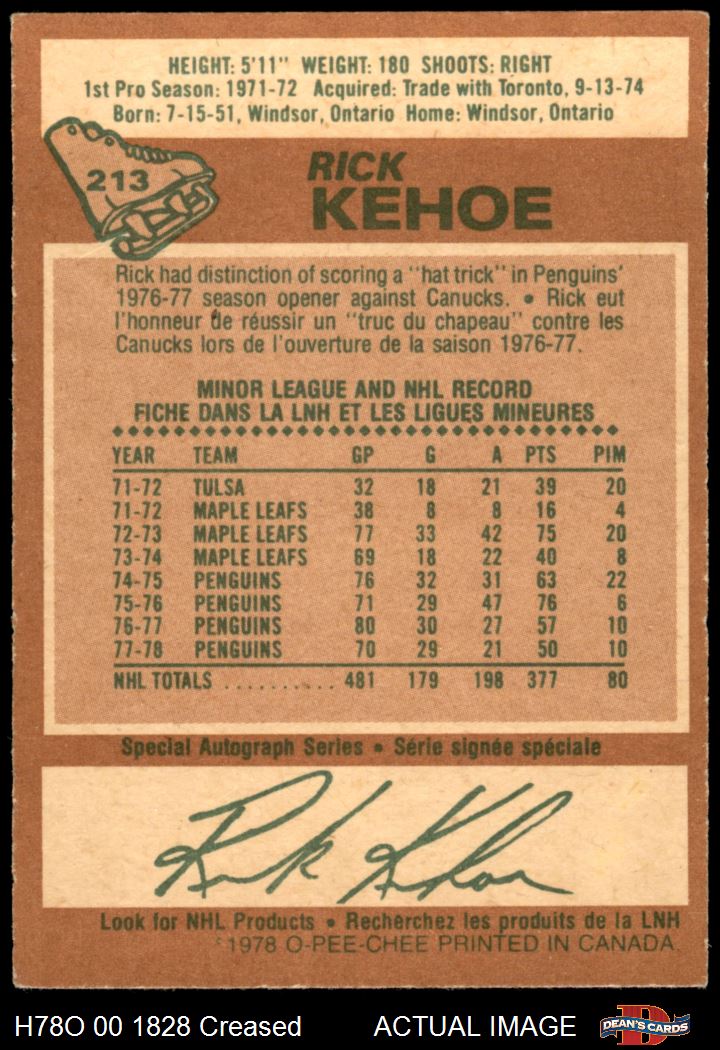 HEIGHT: 5'11" WEIGHT: 180 SHOOTS: RIGHT
1st Pro Season: 1971-72 Acquired: Trade with Toronto, 9-13-74
Born: 7-15-51, Windsor, Ontario Home: Windsor, Ontario
213
RICK
KEHOE
Rick had distinction of scoring a "hat trick" in Penguins'
1976-77 season opener against Canucks. • Rick eut
l'honneur de réussir un "truc du chapeau" contre les
Canucks lors de l'ouverture de la saison 1976-77.
MINOR LEAGUE AND NHL RECORD
FICHE DANS LA LNH ET LES LIGUES MINEURES
YEAR TEAM GP G A PTS PIM
71-72 TULSA 32 18 21 39 20
71-72 MAPLE LEAFS 38 8 8 16 4
72-73 MAPLE LEAFS 77 33 42 75 20
73-74 MAPLE LEAFS 69 18 22 40 8
74-75 PENGUINS 76 32 31 63 22
75-76 PENGUINS 71 29 47 76 6
76-77 PENGUINS 80 30 27 57 10
77-78 PENGUINS 70 29 21 50 10
NHL TOTALS .......... 481 179 198 377 80
Special Autograph Series • Série signée spéciale
Rick Kehoe
Look for NHL Products • Recherchez les produits de la LNH
©1978 O-PEE-CHEE PRINTED IN CANADA.
H78O 00 1828 Creased ACTUAL IMAGE D DEAN'S CARDS